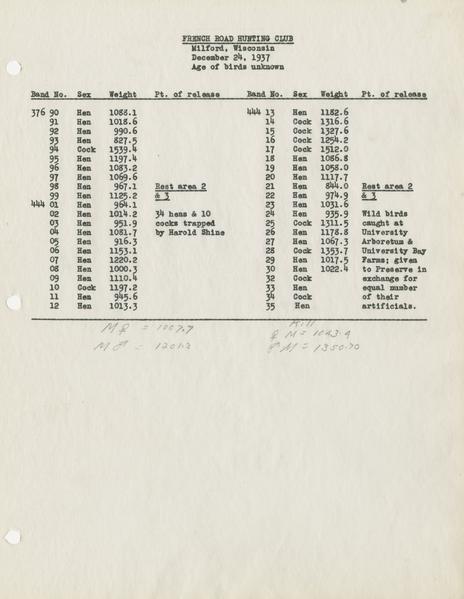 FRENCH ROAD HUNTING CLUB
Milford, Wisconsin
December 24, 1937
Age of birds unknown
Band No. Sex Weight Pt. of release Band No. Sex Weight Pt. of release
376 90 Hen 1088.1 444 13 Hen 1182.6
91 Hen 1018.6 14 Cock 1316.6
92 Hen 990.6 15 Cock 1327.6
93 Hen 827.5 16 Cock 1254.2
94 Cock 1539.4 17 Cock 1512.0
95 Hen 1197.4 18 Hen 1086.8
96 Hen 1083.2 19 Hen 1058.0
97 Hen 1069.6 20 Hen 1117.7
98 Hen 967.1 Rest area 2 21 Hen 844.0 Rest area 2
99 Hen 1125.2 & 3 22 Hen 974.9 & 3
444 01 Hen 964.1 23 Hen 1031.6
02 Hen 1014.2 34 hens & 10 24 Hen 935.9 Wild birds
03 Hen 951.9 cocks trapped 25 Cock 1311.5 caught at
04 Hen 1081.7 by Harold Shine 26 Hen 1178.8 University
05 Hen 916.3 27 Hen 1067.3 Arboretum &
06 Hen 1153.1 28 Cock 1353.7 University Bay
07 Hen 1220.2 29 Hen 1017.5 Farms; given
08 Hen 1000.3 30 Hen 1022.4 to Preserve in
09 Hen 1110.4 32 Cock exchange for
10 Cock 1197.2 33 Hen equal number
11 Hen 945.6 34 Cock of their
12 Hen 1013.3 35 Hen artificials.
M ♀ = 1007.7 Kill
♀ M = 1043.9
M ♂ = 1201.2 ♂ M = 1350.70